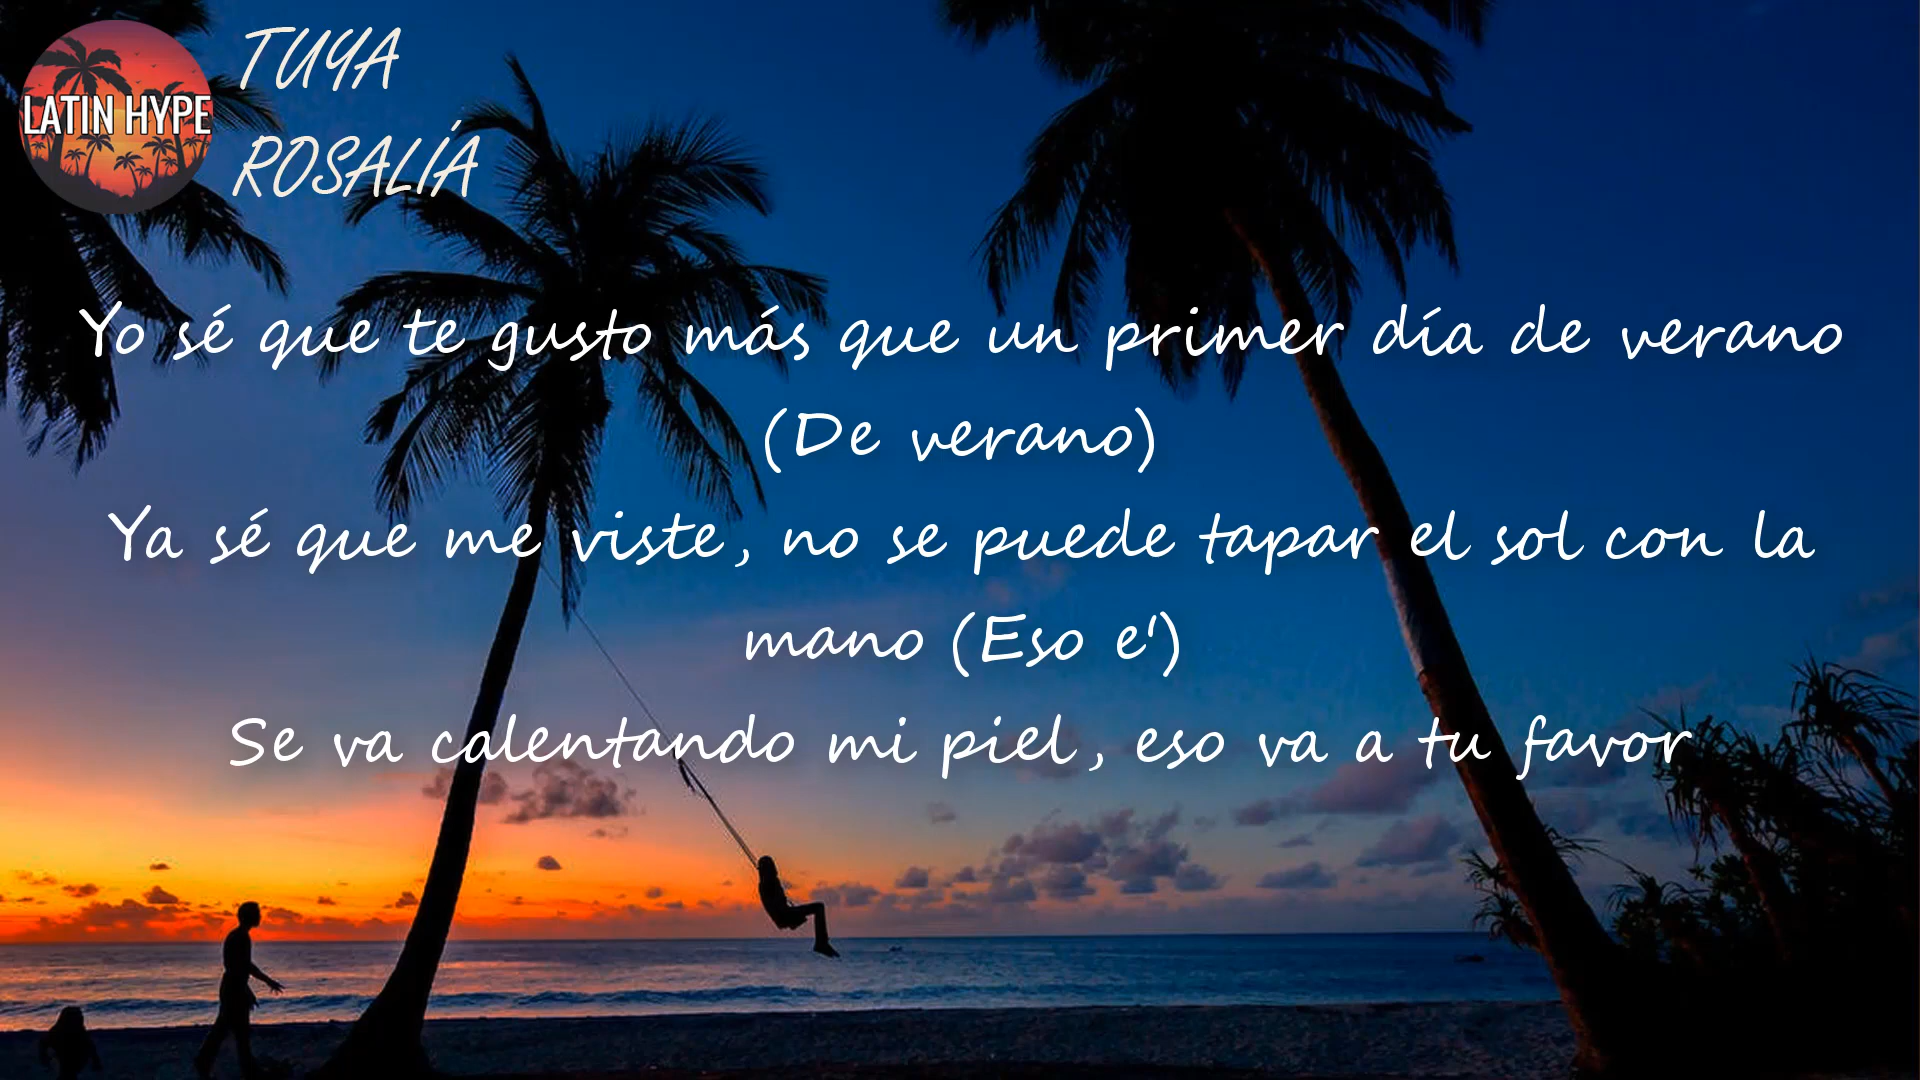 LATIN HYPE
TUYA
ROSALÍA
Yo sé que te gusto más que un primer día de verano
(De verano)
Ya sé que me viste, no se puede tapar el sol con la
mano (Eso e')
Se va calentando mi piel, eso va a tu favor